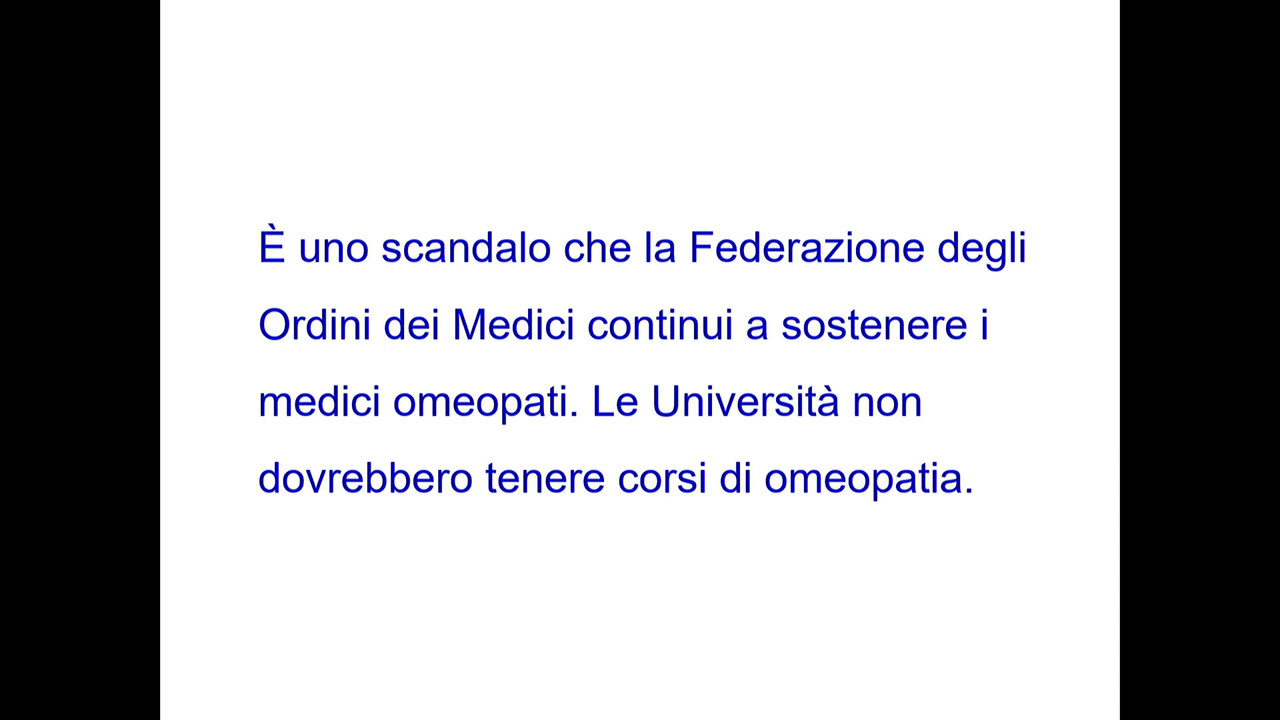 È uno scandalo che la Federazione degli
Ordini dei Medici continui a sostenere i
medici omeopati. Le Università non
dovrebbero tenere corsi di omeopatia.